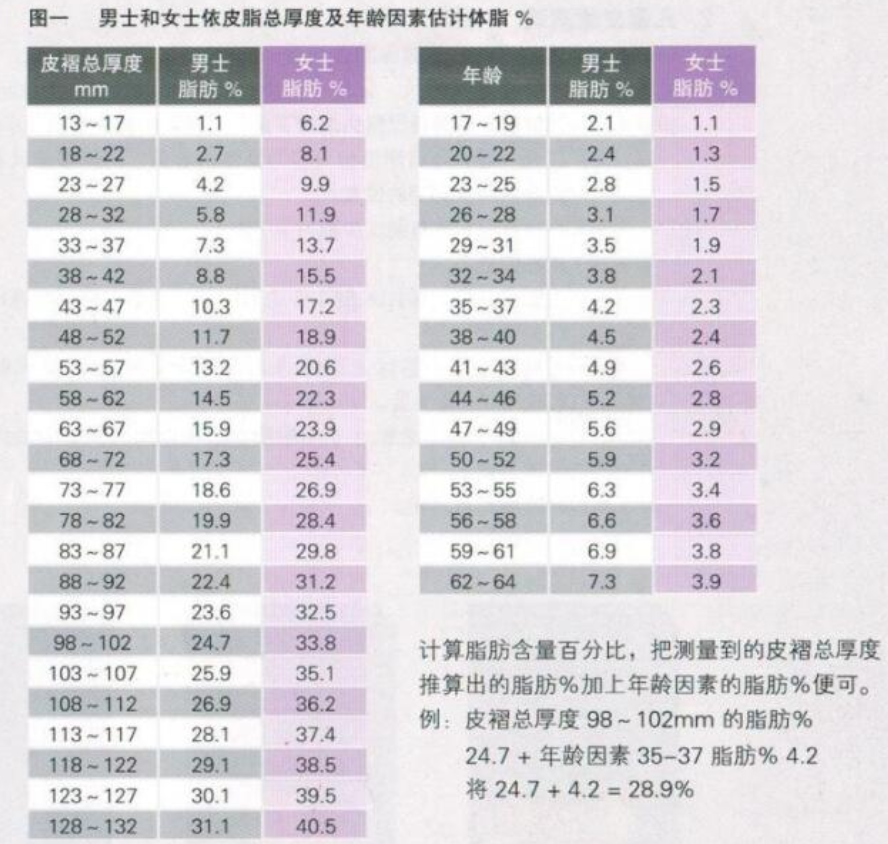 图一 男士和女士依皮脂总厚度及年龄因素估计体脂 %
皮褶总厚度 mm 男士 脂肪 % 女士 脂肪 %
13~17 1.1 6.2
18~22 2.7 8.1
23~27 4.2 9.9
28~32 5.8 11.9
33~37 7.3 13.7
38~42 8.8 15.5
43~47 10.3 17.2
48~52 11.7 18.9
53~57 13.2 20.6
58~62 14.5 22.3
63~67 15.9 23.9
68~72 17.3 25.4
73~77 18.6 26.9
78~82 19.9 28.4
83~87 21.1 29.8
88~92 22.4 31.2
93~97 23.6 32.5
98~102 24.7 33.8
103~107 25.9 35.1
108~112 26.9 36.2
113~117 28.1 37.4
118~122 29.1 38.5
123~127 30.1 39.5
128~132 31.1 40.5
年龄 男士 脂肪 % 女士 脂肪 %
17~19 2.1 1.1
20~22 2.4 1.3
23~25 2.8 1.5
26~28 3.1 1.7
29~31 3.5 1.9
32~34 3.8 2.1
35~37 4.2 2.3
38~40 4.5 2.4
41~43 4.9 2.6
44~46 5.2 2.8
47~49 5.6 2.9
50~52 5.9 3.2
53~55 6.3 3.4
56~58 6.6 3.6
59~61 6.9 3.8
62~64 7.3 3.9
计算脂肪含量百分比，把测量到的皮褶总厚度
推算出的脂肪%加上年龄因素的脂肪%便可。
例：皮褶总厚度 98~102mm 的脂肪%
24.7 + 年龄因素 35–37 脂肪% 4.2
将 24.7 + 4.2 = 28.9%